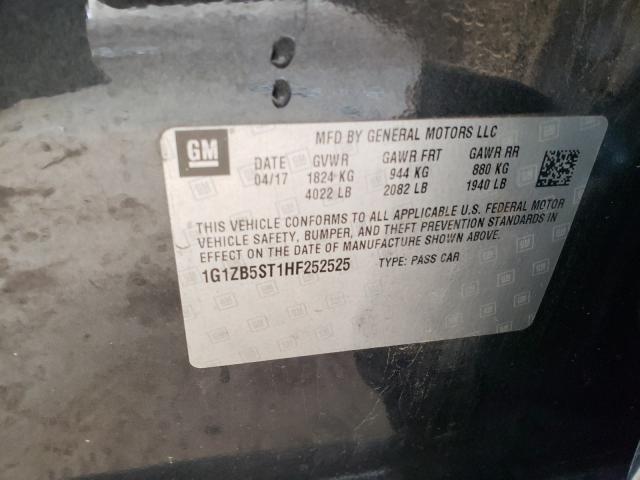 GM
MFD BY GENERAL MOTORS LLC
DATE GVWR GAWR FRT GAWR RR
04/17 1824 KG 944 KG 880 KG
4022 LB 2082 LB 1940 LB
THIS VEHICLE CONFORMS TO ALL APPLICABLE U.S. FEDERAL MOTOR
VEHICLE SAFETY, BUMPER, AND THEFT PREVENTION STANDARDS IN
EFFECT ON THE DATE OF MANUFACTURE SHOWN ABOVE.
1G1ZB5ST1HF252525 TYPE: PASS CAR